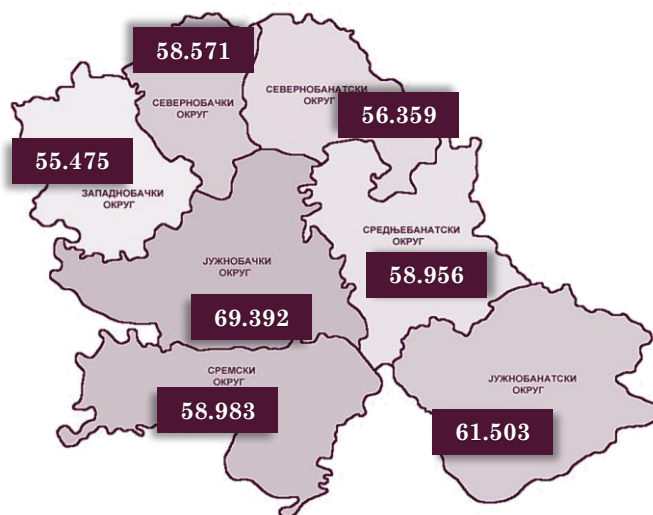 58.571
СЕВЕРНОБАЧКИ
ОКРУГ
СЕВЕРНОБАНАТСКИ
ОКРУГ
56.359
55.475
ЗАПАДНОБАЧКИ
ОКРУГ
СРЕДЊЕБАНАТСКИ
ОКРУГ
58.956
ЈУЖНОБАЧКИ
ОКРУГ
69.392
СРЕМСКИ
ОКРУГ
58.983
ЈУЖНОБАНАТСКИ
ОКРУГ
61.503